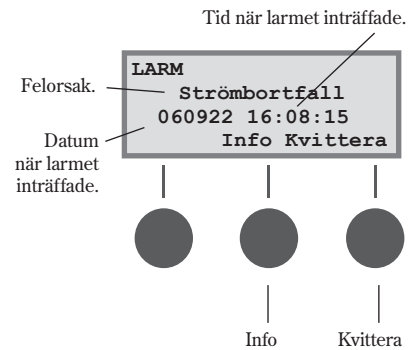 Tid när larmet inträffade.
LARM
Felorsak.
Strömbortfall
060922 16:08:15
Datum
när larmet
inträffade.
Info Kvittera
Info
Kvittera